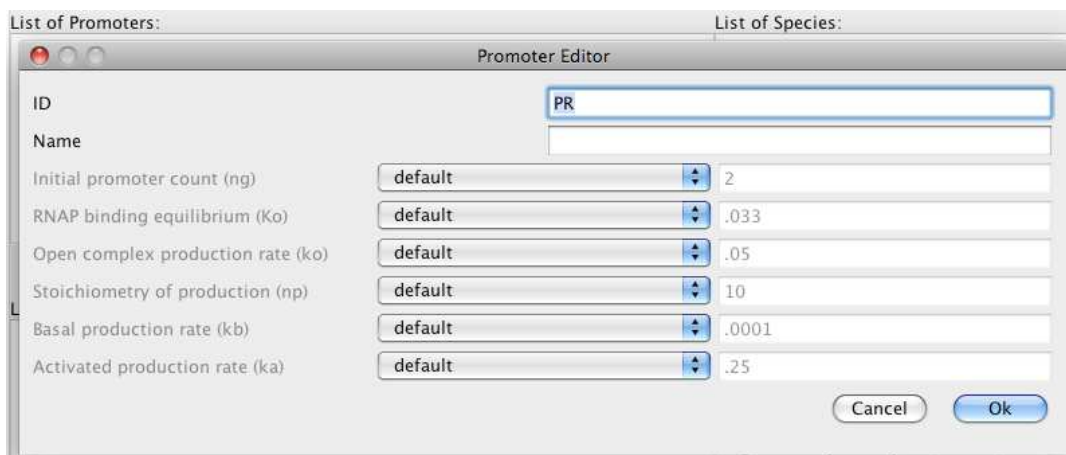 List of Promoters: List of Species:
Promoter Editor
ID PR
Name
Initial promoter count (ng) default 2
RNAP binding equilibrium (Ko) default .033
Open complex production rate (ko) default .05
Stoichiometry of production (np) default 10
Basal production rate (kb) default .0001
Activated production rate (ka) default .25
Cancel Ok